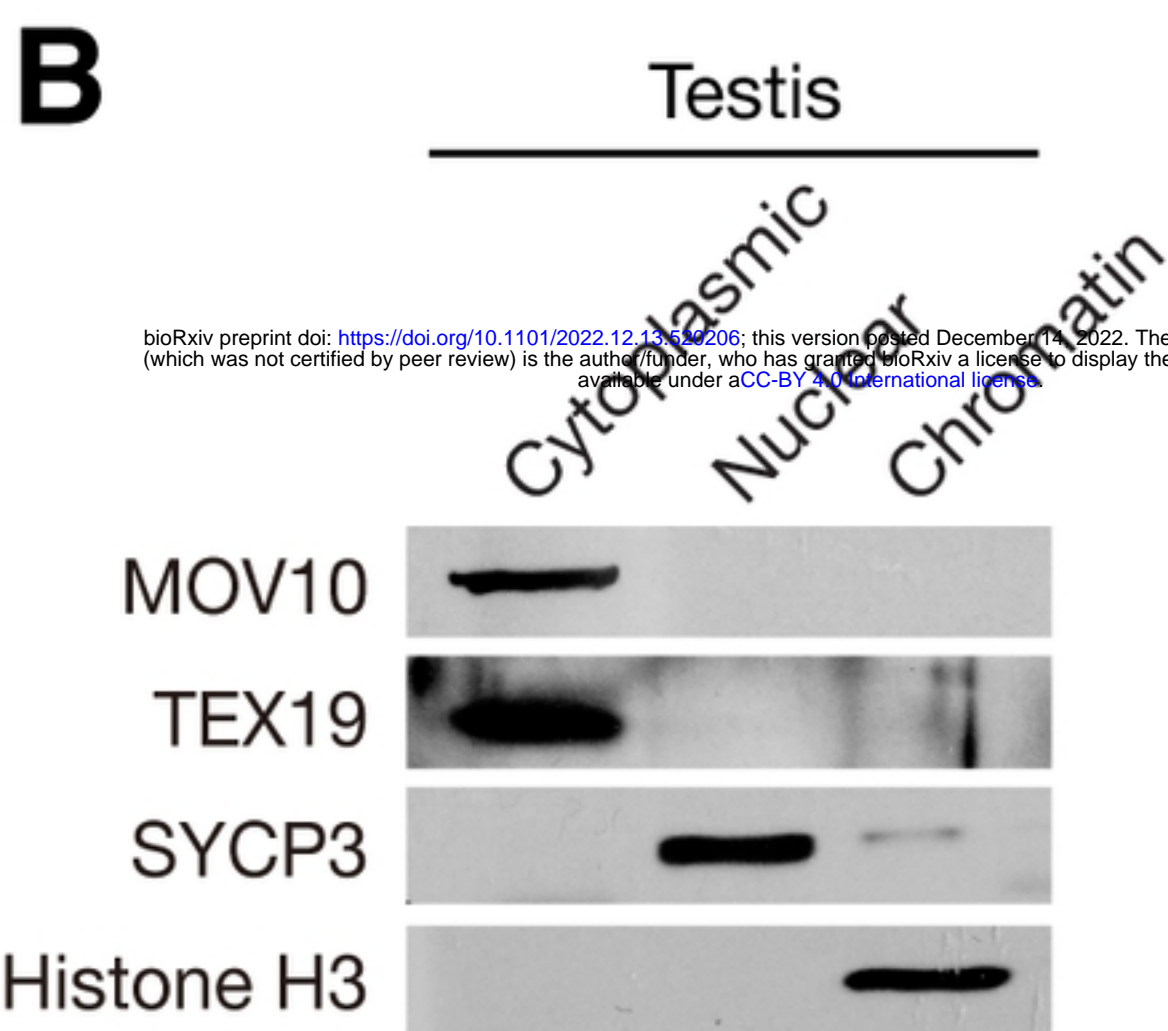 B
Testis
Cytoplasmic
Nuclear
Chromatin
bioRxiv preprint doi: https://doi.org/10.1101/2022.12.13.520206; this version posted December 14, 2022. The
(which was not certified by peer review) is the author/funder, who has granted bioRxiv a license to display the
available under aCC-BY 4.0 International license.
MOV10
TEX19
SYCP3
Histone H3